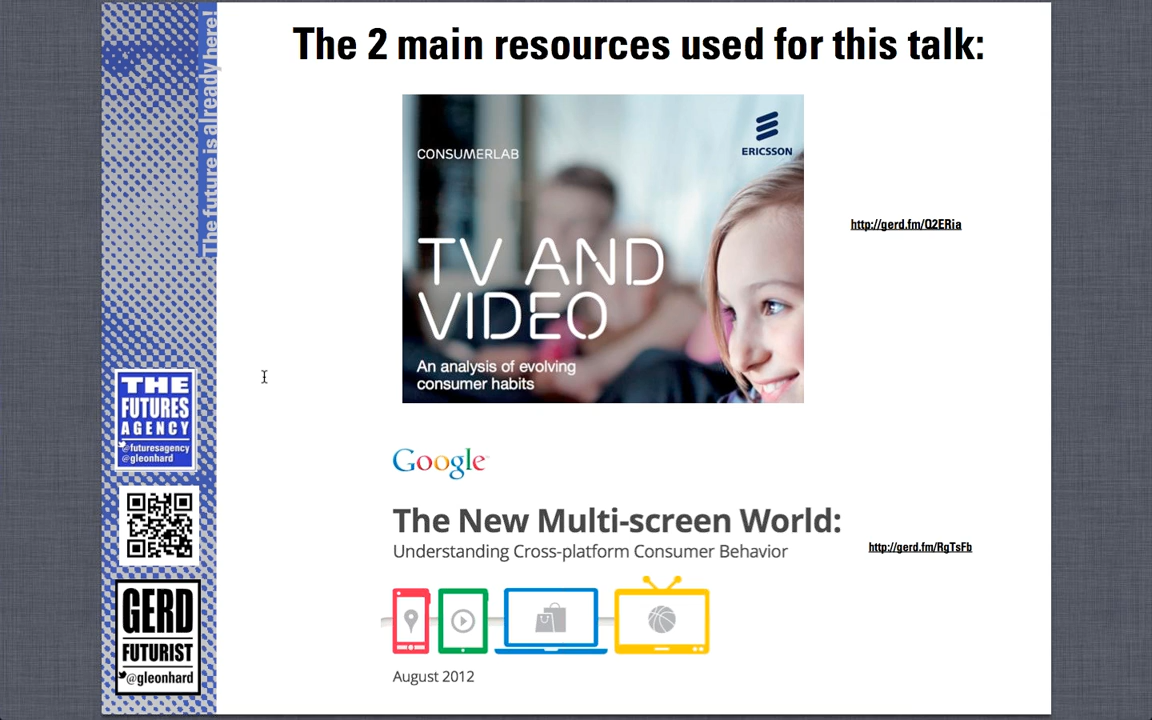 The 2 main resources used for this talk:
The future is already here!
CONSUMERLAB
ERICSSON
TV AND
VIDEO
An analysis of evolving
consumer habits
http://gerd.fm/Q2ERia
THE
FUTURES
AGENCY
@futuresagency
@gleonhard
Google
The New Multi-screen World:
Understanding Cross-platform Consumer Behavior
http://gerd.fm/RgTsFb
August 2012
GERD
FUTURIST
@gleonhard